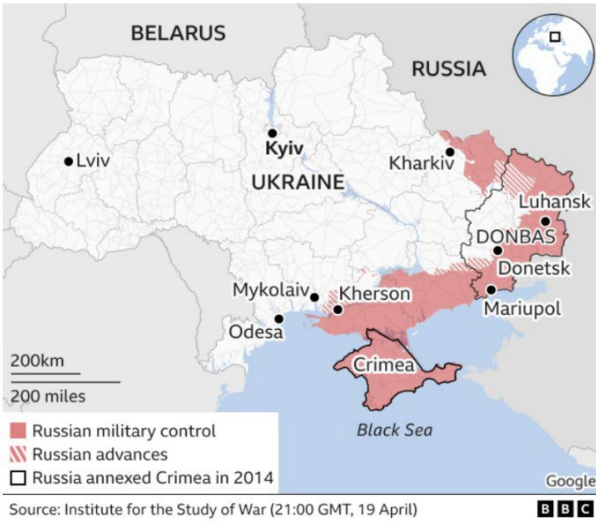 BELARUS
RUSSIA
Kyiv
Lviv
Kharkiv
UKRAINE
Luhansk
DONBAS
Donetsk
Mykolaiv
Kherson
Mariupol
Odesa
200km
Crimea
200 miles
Black Sea
Russian military control
Russian advances
Russia annexed Crimea in 2014
Google
Source: Institute for the Study of War (21:00 GMT, 19 April)
BBC